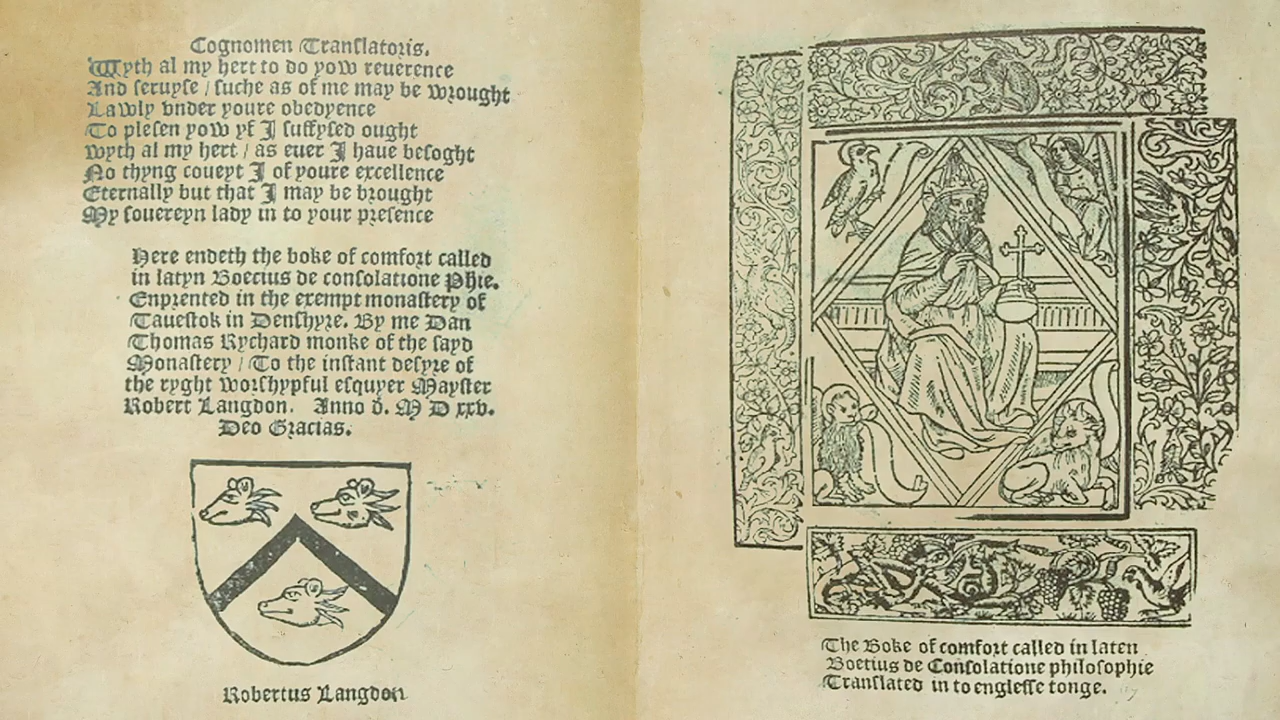 Cognomen Translatoris.
Wyth al my hert to do yow reuerence
And seruyse / suche as of me may be wrought
Lawly vnder youre obedyence
To plesen yow yf I suffysed ought
wyth al my hert / as euer I haue besoght
No thyng coueyt I of youre excellence
Eternally but that I may be brought
My souereyn lady in to your presence
Here endeth the boke of comfort called
in latyn Boecius de consolatione Phie.
Enprented in the exempt monastery of
Tauestok in Denshyre. By me Dan
Thomas Rychard monke of the sayd
Monastery / To the instant desyre of
the ryght worshypful esquyer Mayster
Robert Langdon. Anno d. M D xxv.
Deo Gracias.
Robertus Langdon
The Boke of comfort called in laten
Boetius de Consolatione philosophie
Translated in to englesse tonge.